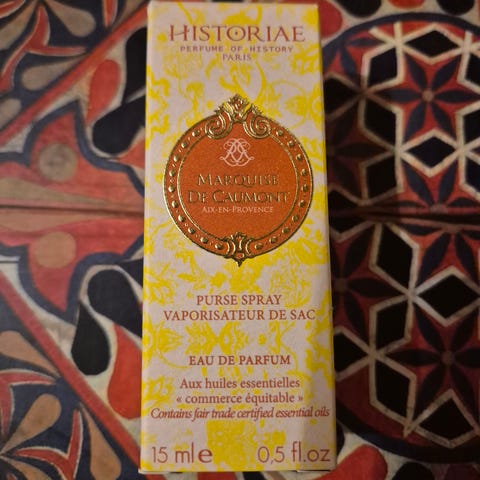 HISTORIAE
PERFUME OF HISTORY
PARIS
MARQUISE
DE CAUMONT
AIX-EN-PROVENCE
PURSE SPRAY
VAPORISATEUR DE SAC
EAU DE PARFUM
Aux huiles essentielles
« commerce équitable »
Contains fair trade certified essential oils
15 ml e 0,5 fl.oz